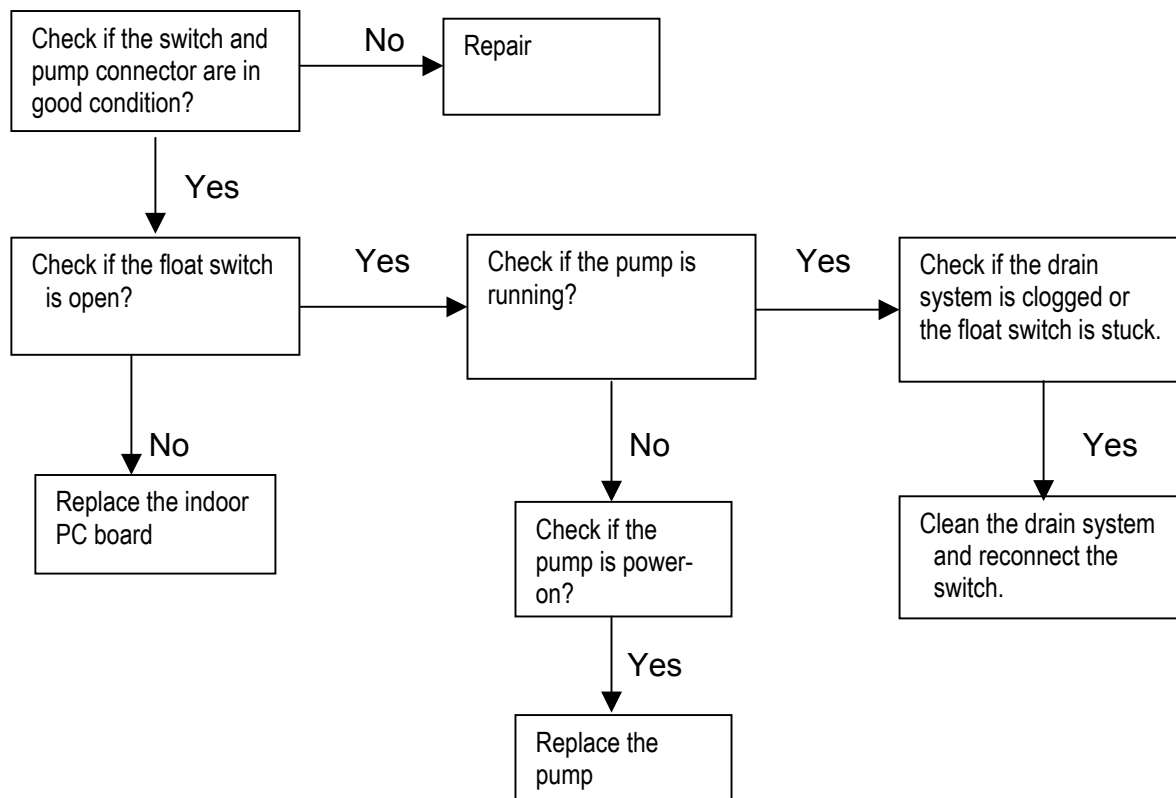 Check if the switch and
pump connector are in
good condition?
No
Repair
Yes
Check if the float switch
is open?
Yes
Check if the pump is
running?
Yes
Check if the drain
system is clogged or
the float switch is stuck.
No
Replace the indoor
PC board
No
Check if the
pump is power-
on?
Yes
Clean the drain system
and reconnect the
switch.
Yes
Replace the
pump